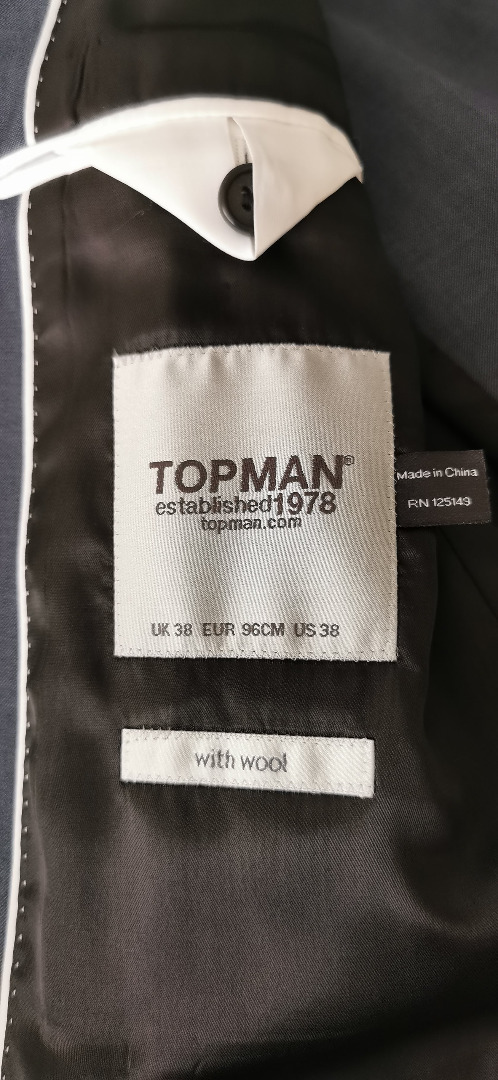 TOPMAN®
established1978
topman.com
UK 38 EUR 96CM US 38
Made in China
RN 125149
with wool